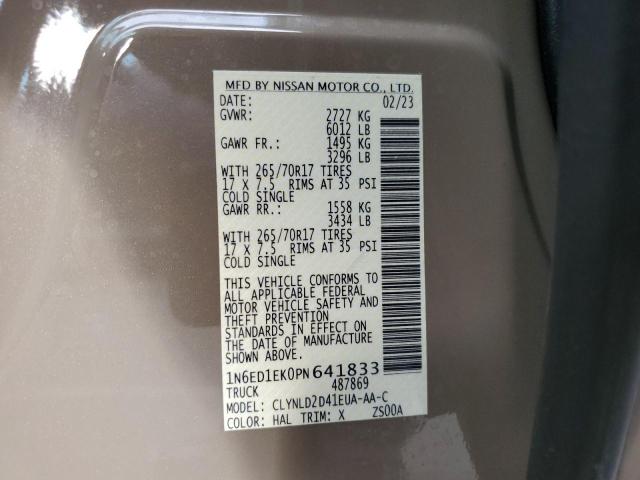 MFD BY NISSAN MOTOR CO., LTD.
DATE: 02/23
GVWR: 2727 KG
6012 LB
GAWR FR.: 1495 KG
3296 LB
WITH 265/70R17 TIRES
17 X 7.5 RIMS AT 35 PSI
COLD SINGLE
GAWR RR.: 1558 KG
3434 LB
WITH 265/70R17 TIRES
17 X 7.5 RIMS AT 35 PSI
COLD SINGLE
THIS VEHICLE CONFORMS TO
ALL APPLICABLE FEDERAL
MOTOR VEHICLE SAFETY AND
THEFT PREVENTION
STANDARDS IN EFFECT ON
THE DATE OF MANUFACTURE
SHOWN ABOVE.
1N6ED1EK0PN641833
TRUCK 487869
MODEL: CLYNLD2D41EUA-AA-C
COLOR: HAL TRIM: X ZS00A